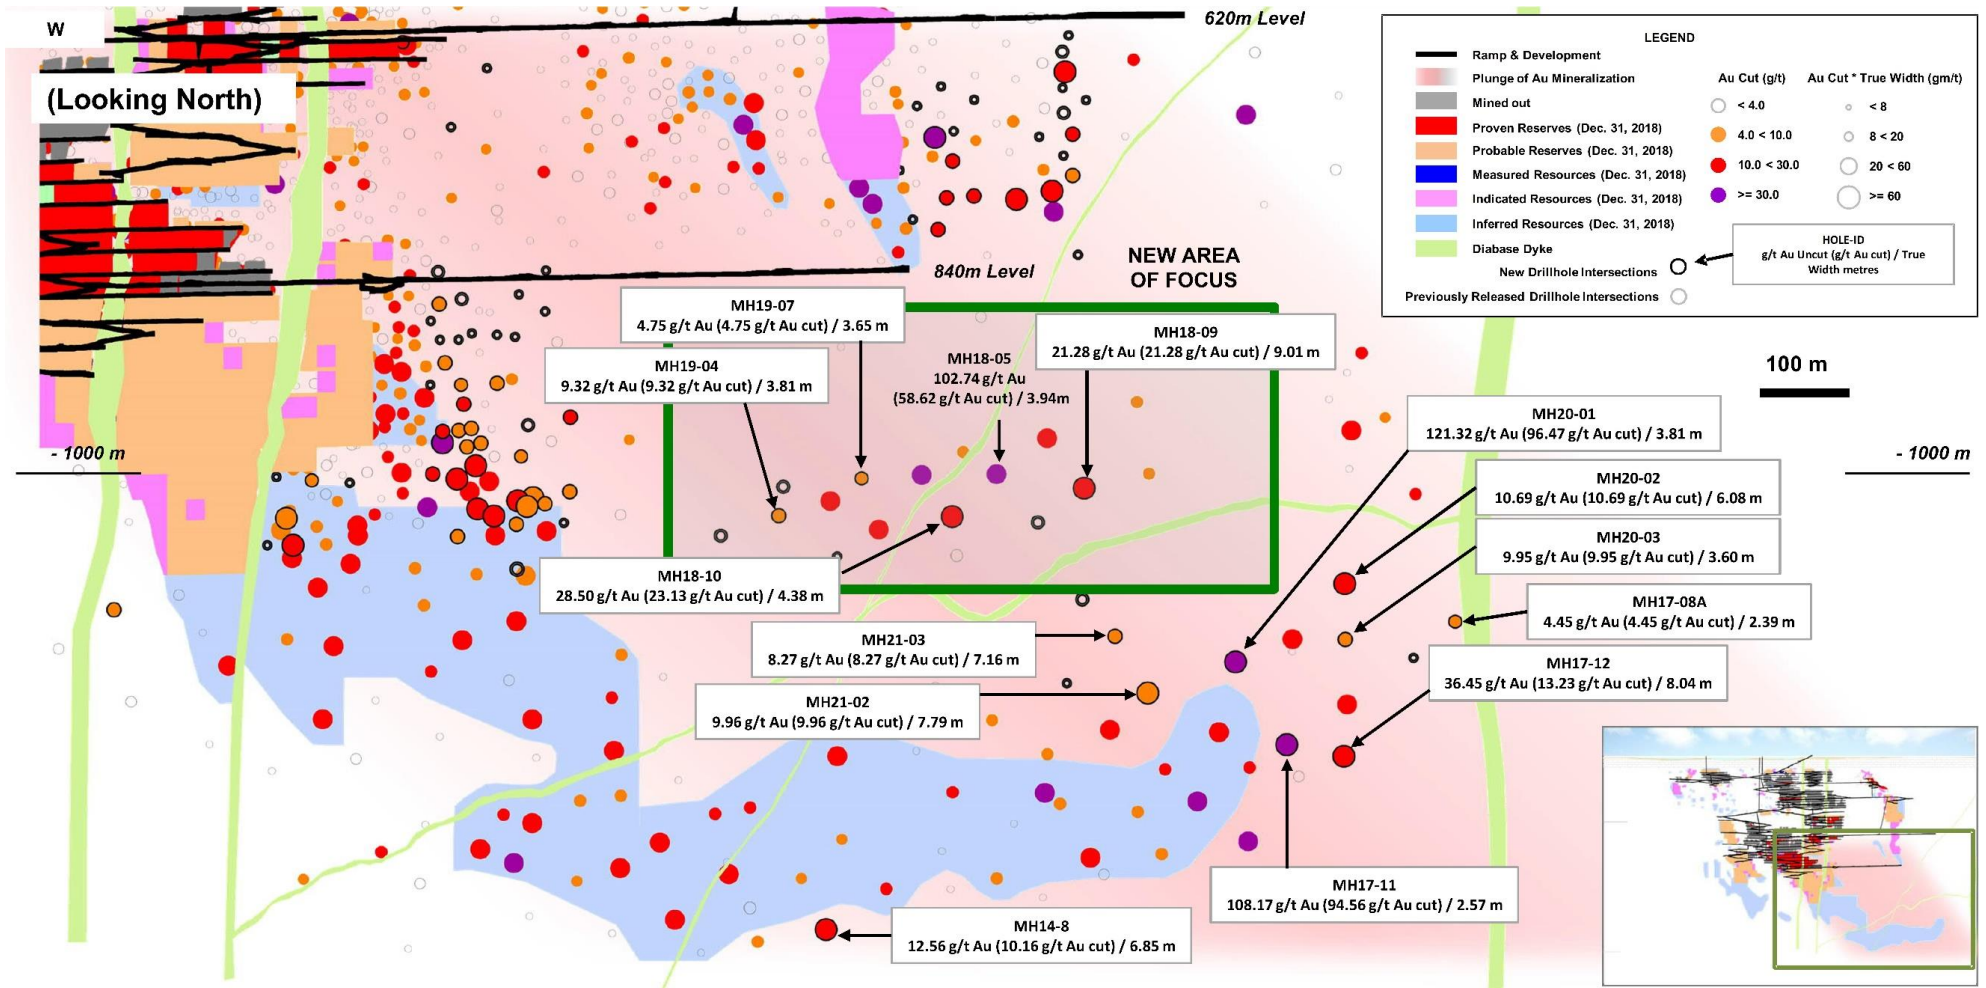 W
(Looking North)
620m Level
840m Level
NEW AREA
OF FOCUS
MH19-07
4.75 g/t Au (4.75 g/t Au cut) / 3.65 m
MH19-04
9.32 g/t Au (9.32 g/t Au cut) / 3.81 m
MH18-05
102.74 g/t Au
(58.62 g/t Au cut) / 3.94m
MH18-09
21.28 g/t Au (21.28 g/t Au cut) / 9.01 m
- 1000 m
MH18-10
28.50 g/t Au (23.13 g/t Au cut) / 4.38 m
MH21-03
8.27 g/t Au (8.27 g/t Au cut) / 7.16 m
MH21-02
9.96 g/t Au (9.96 g/t Au cut) / 7.79 m
MH14-8
12.56 g/t Au (10.16 g/t Au cut) / 6.85 m
LEGEND
Ramp & Development
Plunge of Au Mineralization
Mined out
Proven Reserves (Dec. 31, 2018)
Probable Reserves (Dec. 31, 2018)
Measured Resources (Dec. 31, 2018)
Indicated Resources (Dec. 31, 2018)
Inferred Resources (Dec. 31, 2018)
Diabase Dyke
New Drillhole Intersections
Previously Released Drillhole Intersections
Au Cut (g/t)
< 4.0
4.0 < 10.0
10.0 < 30.0
>= 30.0
Au Cut * True Width (gm/t)
< 8
8 < 20
20 < 60
>= 60
HOLE-ID
g/t Au Uncut (g/t Au cut) / True
Width metres
100 m
- 1000 m
MH20-01
121.32 g/t Au (96.47 g/t Au cut) / 3.81 m
MH20-02
10.69 g/t Au (10.69 g/t Au cut) / 6.08 m
MH20-03
9.95 g/t Au (9.95 g/t Au cut) / 3.60 m
MH17-08A
4.45 g/t Au (4.45 g/t Au cut) / 2.39 m
MH17-12
36.45 g/t Au (13.23 g/t Au cut) / 8.04 m
MH17-11
108.17 g/t Au (94.56 g/t Au cut) / 2.57 m